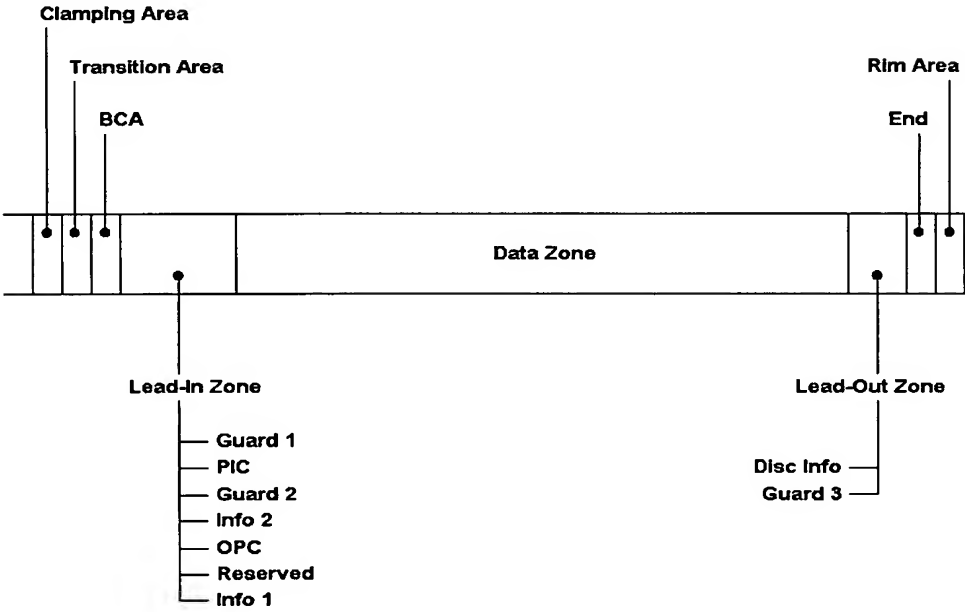 Clamping Area
Transition Area
Rim Area
BCA
End
Data Zone
Lead-In Zone
Lead-Out Zone
Guard 1
PIC
Guard 2
Info 2
OPC
Reserved
Info 1
Disc Info
Guard 3